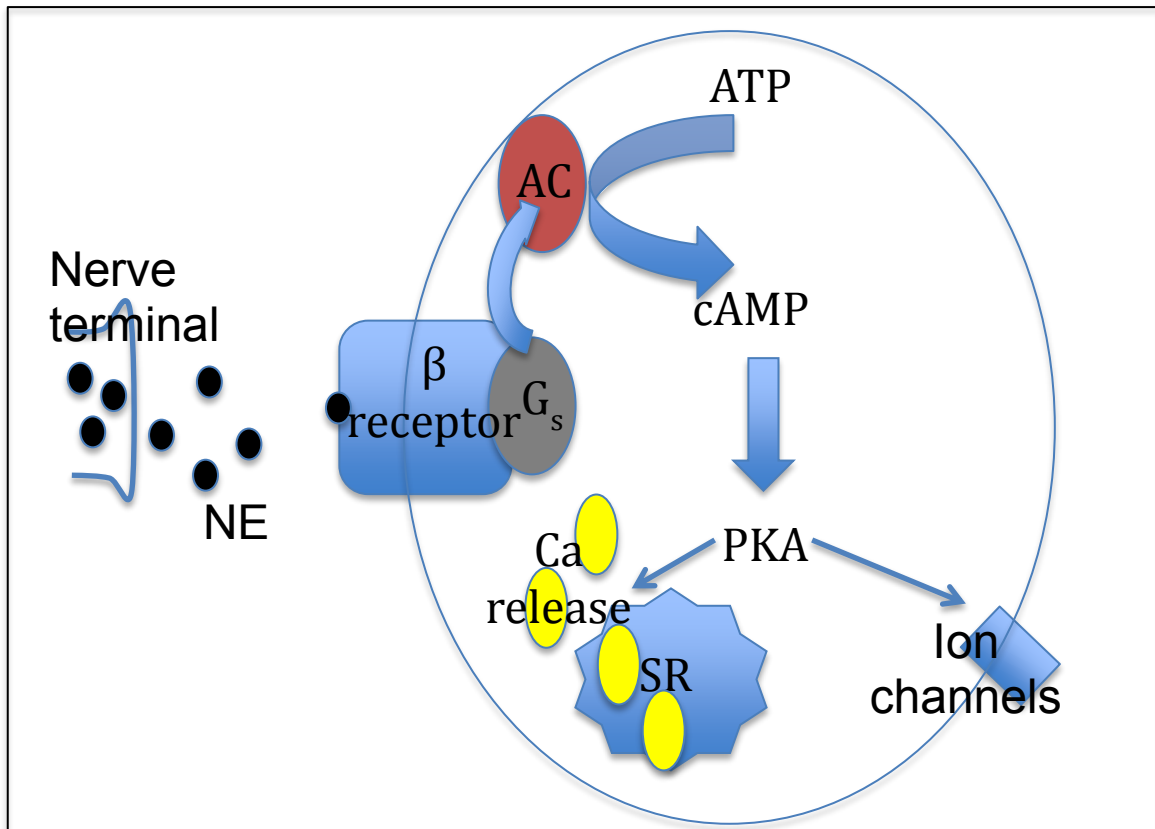 ATP
AC
Nerve
terminal
cAMP
β
receptor
Gs
NE
Ca
release
PKA
SR
Ion
channels